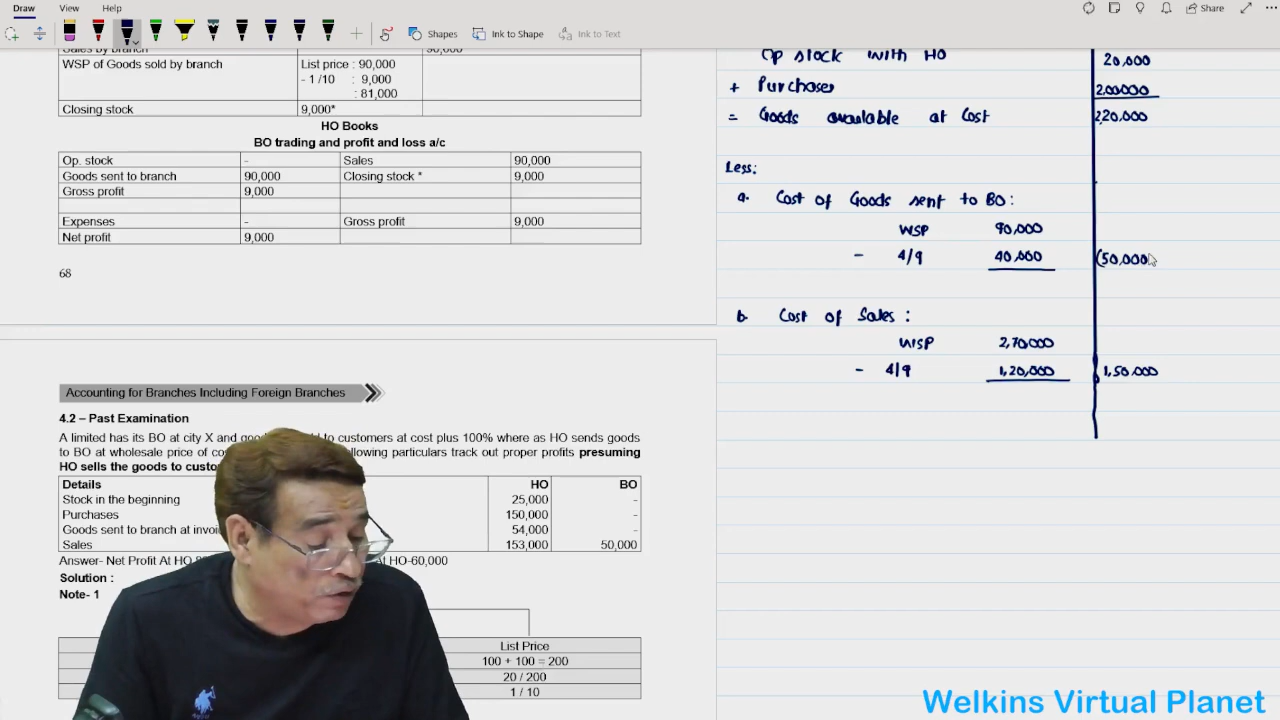 Draw View Help
Share
Shapes Ink to Shape Ink to Text
Sales by branch 90,000
WSP of Goods sold by branch List price : 90,000
- 1 /10 : 9,000
: 81,000
Closing stock 9,000*
HO Books
BO trading and profit and loss a/c
Op. stock - Sales 90,000
Goods sent to branch 90,000 Closing stock * 9,000
Gross profit 9,000
Expenses - Gross profit 9,000
Net profit 9,000
68
Accounting for Branches Including Foreign Branches
4.2 – Past Examination
A limited has its BO at city X and to customers at cost plus 100% where as HO sends goods
to BO at wholesale price of following particulars track out proper profits presuming
HO sells the goods to
Details HO BO
Stock in the beginning 25,000 -
Purchases 150,000 -
Goods sent to branch at 54,000 -
Sales 153,000 50,000
Answer- Net Profit At HO At HO-60,000
Solution :
Note- 1
List Price
100 + 100 = 200
20 / 200
1 / 10
Op stock with HO 20,000
+ Purchases 2,00,000
= Goods available at Cost 2,20,000
Less:
a. Cost of Goods sent to BO:
WSP 90,000
- 4/9 40,000 (50,000
b. Cost of Sales :
WSP 2,70,000
- 4/9 1,20,000 1,50,000
Welkins Virtual Planet